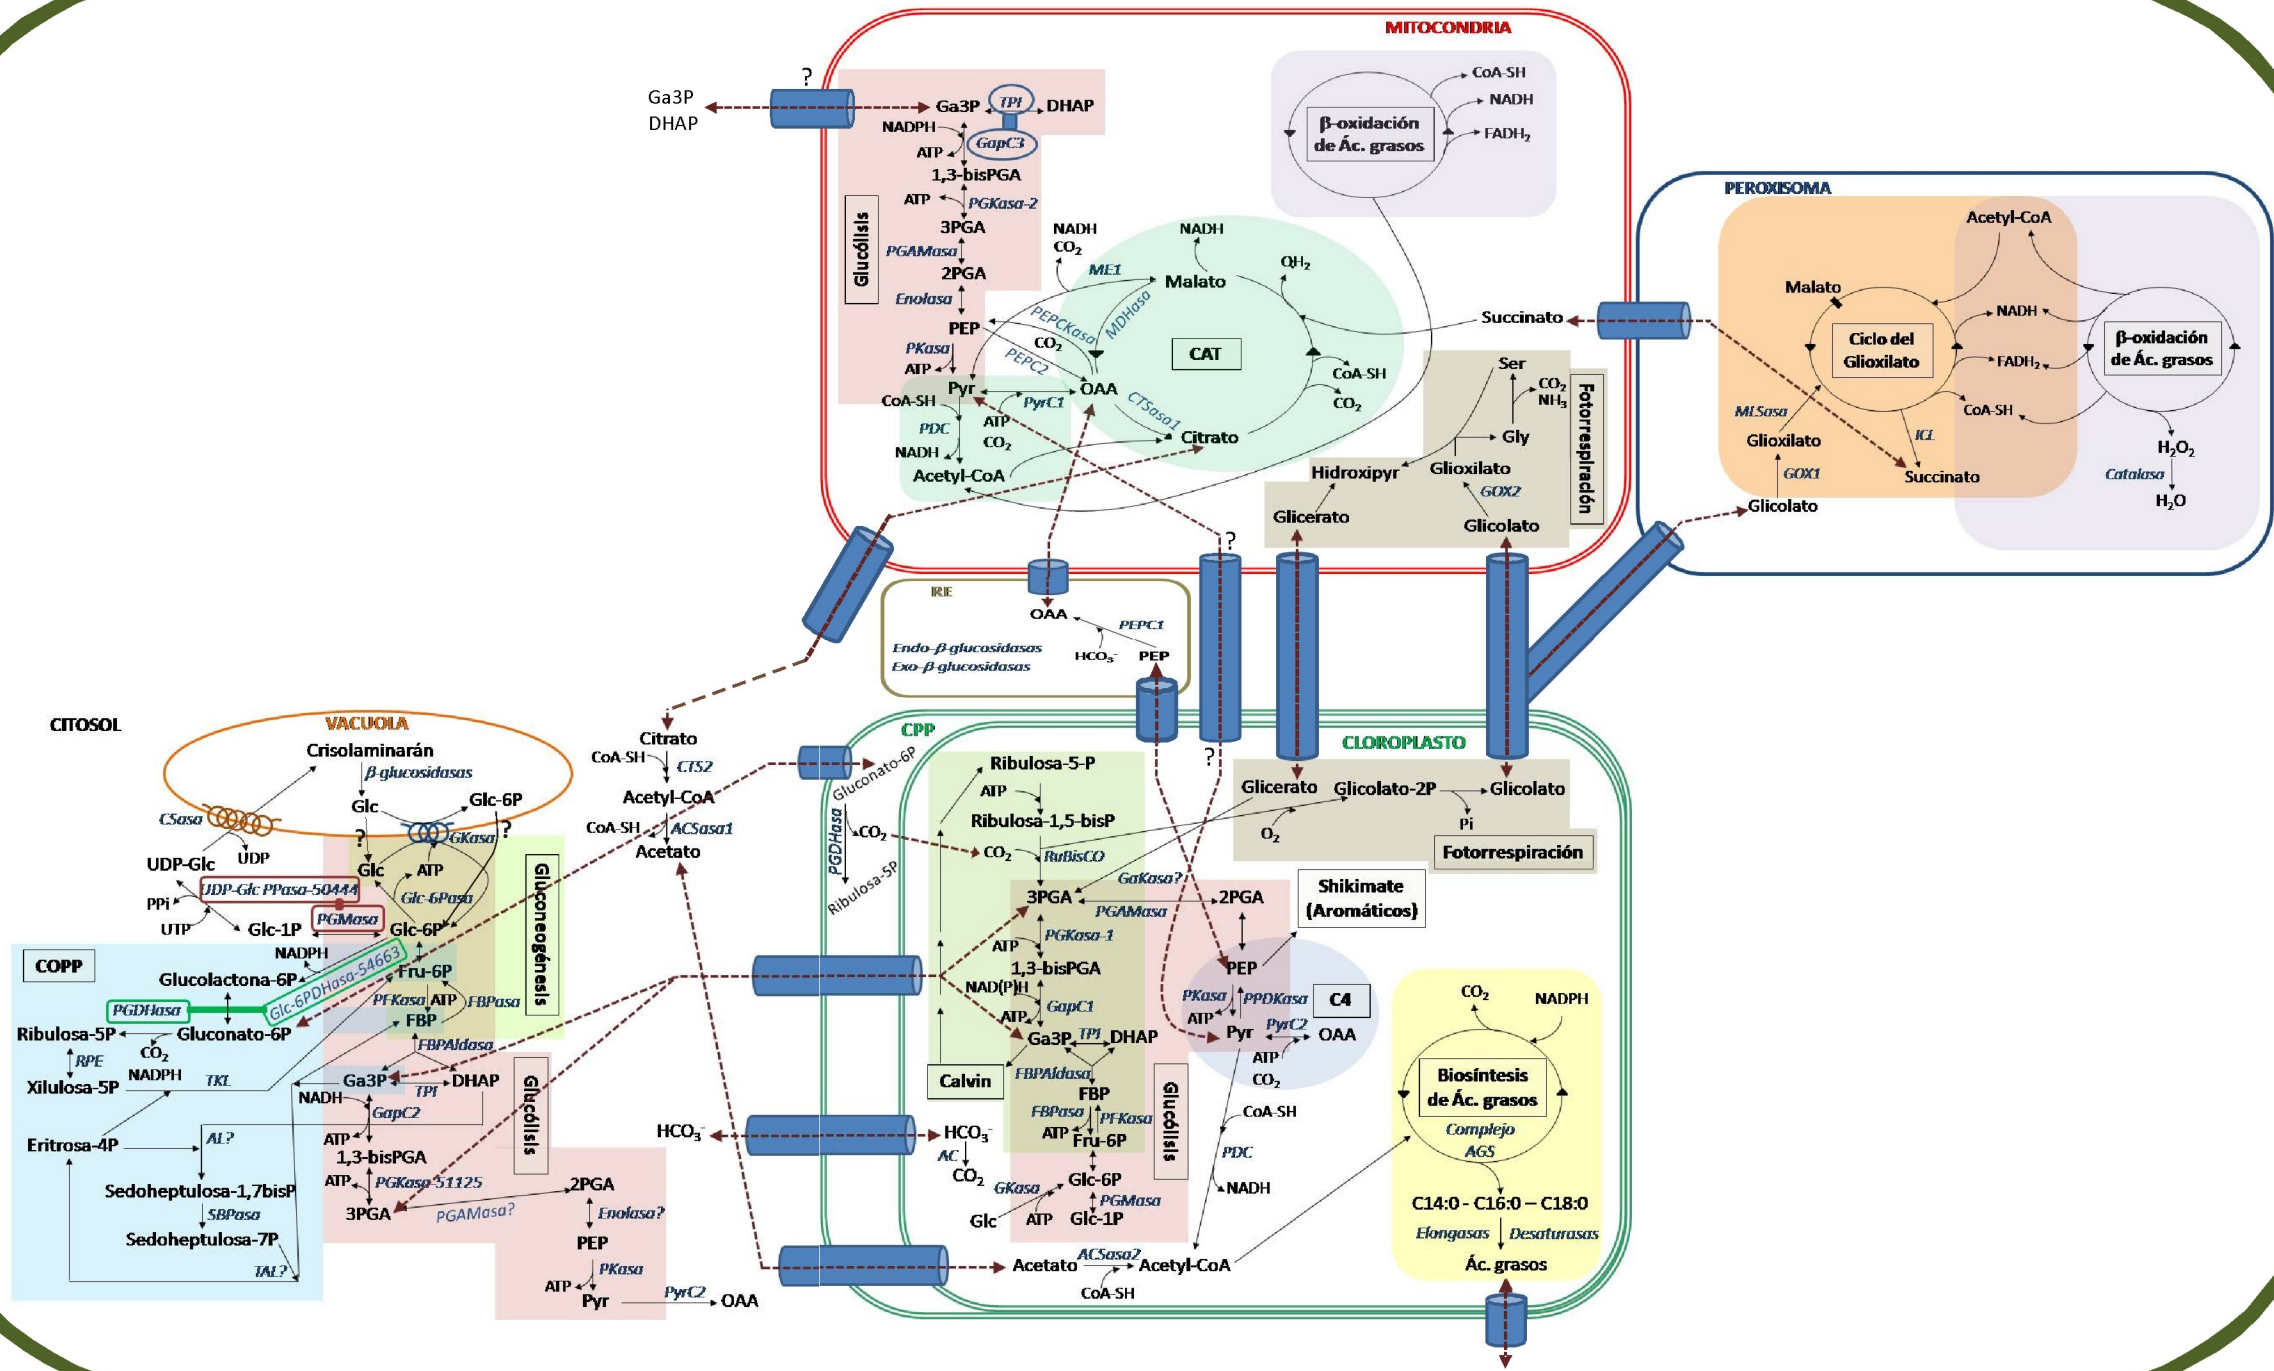 MITOCONDRIA
Ga3P
DHAP
?
Ga3P
TPI
DHAP
NADPH
GapC3
ATP
1,3-bisPGA
ATP
PGKasa-2
3PGA
PGAMasa
2PGA
Enolasa
PEP
PKasa
ATP
Pyr
Glucólisis
CoA-SH
PDC
NADH
Acetyl-CoA
NADH
CO2
ME1
PEPCKasa
CO2
PEPC2
MDHasa
OAA
PyrC1
ATP
CO2
NADH
Malato
QH2
CAT
CoA-SH
CO2
CTSasa1
Citrato
β-oxidación
de Ác. grasos
CoA-SH
NADH
FADH2
Succinato
Ser
CO2
NH3
Gly
Glioxilato
Hidroxipyr
GOX2
Glicerato
Glicolato
Fotorrespiración
?
PEROXISOMA
Acetyl-CoA
Malato
NADH
Ciclo del
Glioxilato
FADH2
CoA-SH
β-oxidación
de Ác. grasos
MLSasa
Glioxilato
GOX1
Glicolato
ICL
Succinato
H2O2
Catalasa
H2O
RE
OAA
PEPC1
HCO3-
PEP
Endo-β-glucosidasas
Exo-β-glucosidasas
CITOSOL
VACUOLA
Crisolaminarán
β-glucosidasas
Glc
Glc-6P
CSasa
GKasa
?
?
UDP-Glc
UDP
Glc
ATP
UDP-Glc PPasa-50444
Glc-6Pasa
PPi
PGMasa
UTP
Glc-1P
Glc-6P
Gluconeogénesis
COPP
NADPH
Glucolactona-6P
Glc-6PDHasa-54663
Fru-6P
PFKasa
ATP
FBPasa
PGDHasa
FBP
Ribulosa-5P
Gluconato-6P
CO2
NADPH
RPE
Xilulosa-5P
TKL
FBPAldasa
Ga3P
TPI
DHAP
NADH
GapC2
ATP
Glucólisis
Eritrosa-4P
AL?
1,3-bisPGA
ATP
PGKasa-51125
Sedoheptulosa-1,7bisP
SBPasa
3PGA
PGAMasa?
2PGA
Enolasa?
Sedoheptulosa-7P
TAL?
PEP
PKasa
ATP
Pyr
PyrC2
OAA
Citrato
CoA-SH
CTS2
Acetyl-CoA
CoA-SH
ACSasa1
Acetato
HCO3-
CPP
Gluconato-6P
PGDHasa
CO2
Ribulosa-5P
HCO3-
AC
CO2
CLOROPLASTO
?
Ribulosa-5-P
ATP
Ribulosa-1,5-bisP
CO2
RuBisCO
GaKasa?
3PGA
PGAMasa
2PGA
ATP
PGKasa-1
1,3-bisPGA
NAD(P)H
GapC1
ATP
Ga3P
TPI
DHAP
FBPAldasa
Calvin
FBP
FBPasa
PFKasa
ATP
Fru-6P
Glucólisis
GKasa
Glc-6P
Glc
ATP
PGMasa
Glc-1P
Glicerato
Glicolato-2P
Glicolato
O2
Pi
Fotorrespiración
Shikimate
(Aromáticos)
PEP
PKasa
PPDKasa
C4
ATP
Pyr
PyrC2
OAA
ATP
CO2
CoA-SH
PDC
NADH
Acetato
ACSasa2
Acetyl-CoA
CoA-SH
CO2
NADPH
Biosíntesis
de Ác. grasos
Complejo
AGS
C14:0 - C16:0 – C18:0
Elongasas
Desaturasas
Ác. grasos